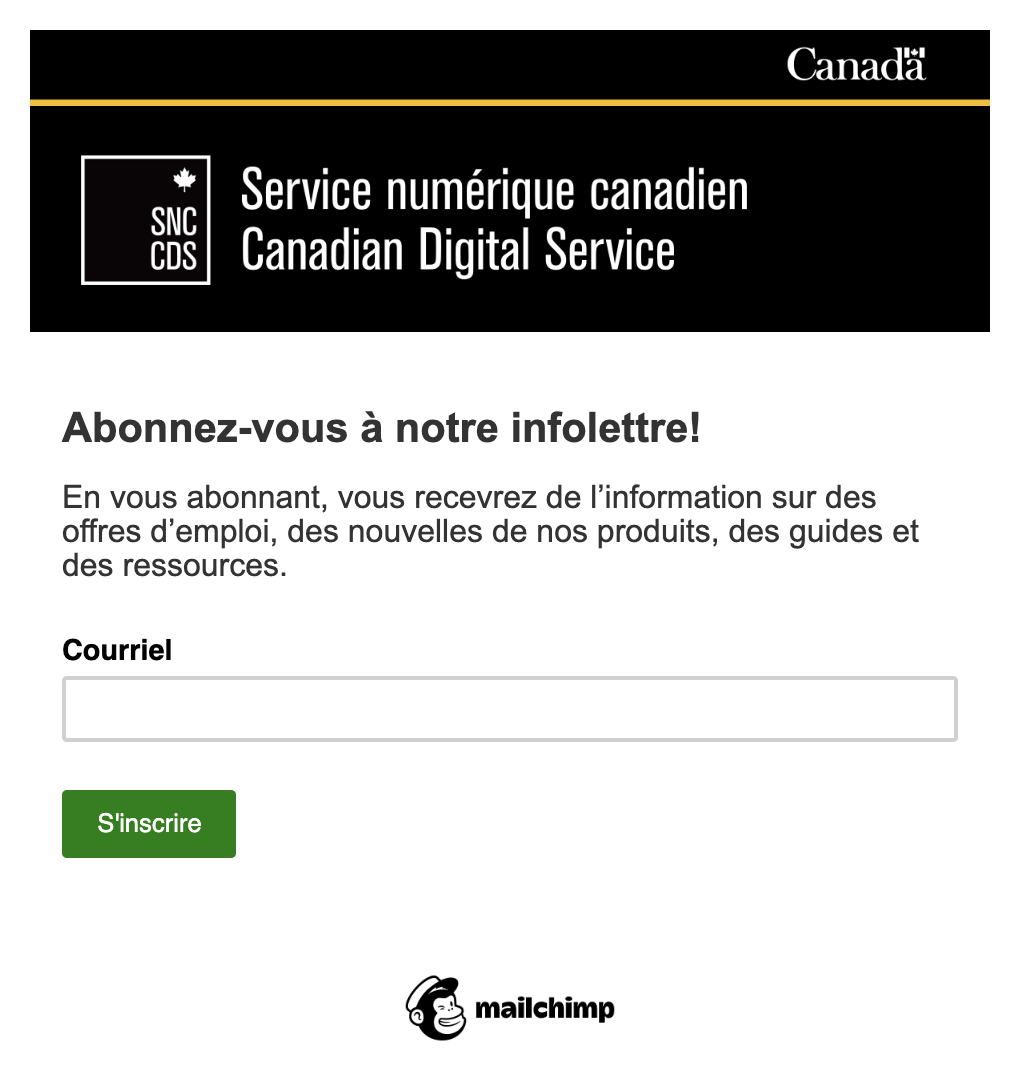 Canada
SNC
CDS
Service numérique canadien
Canadian Digital Service
Abonnez-vous à notre infolettre!
En vous abonnant, vous recevrez de l’information sur des
offres d’emploi, des nouvelles de nos produits, des guides et
des ressources.
Courriel
S'inscrire
mailchimp